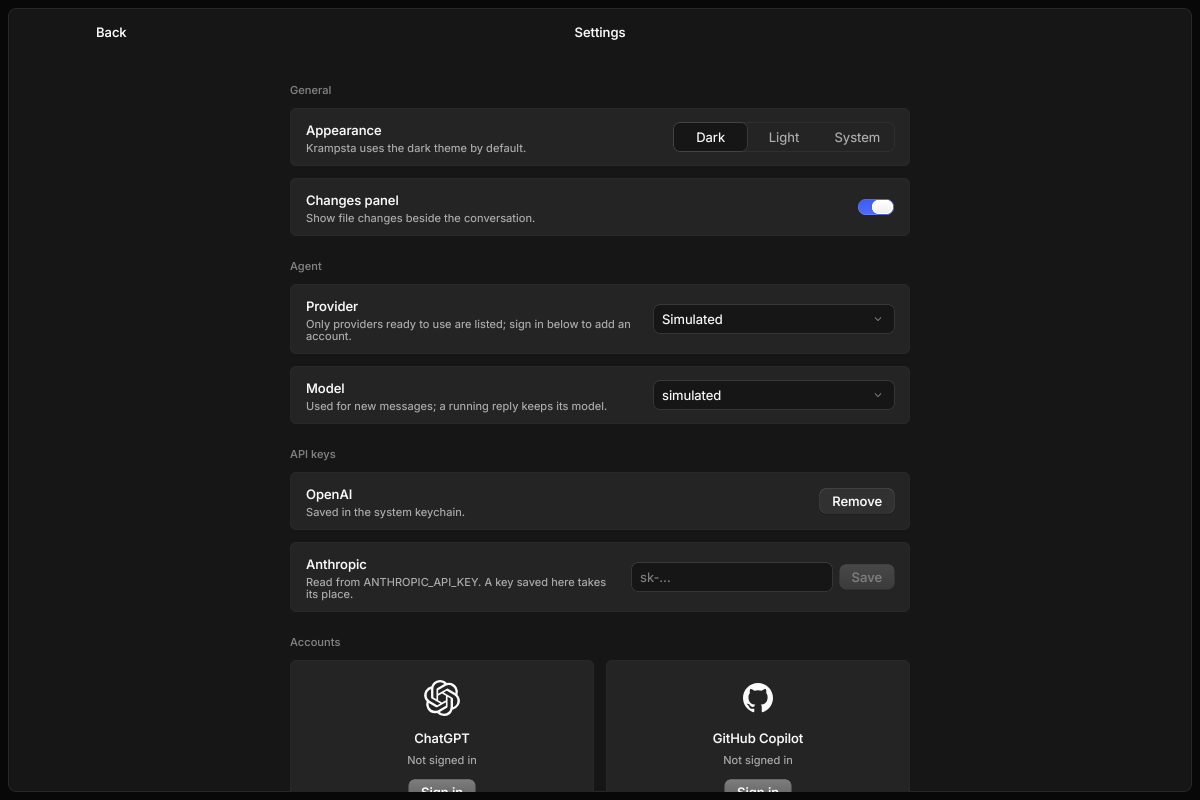 Back
Settings
General
Appearance
Krampsta uses the dark theme by default.
Dark
Light
System
Changes panel
Show file changes beside the conversation.
Agent
Provider
Only providers ready to use are listed; sign in below to add an
account.
Simulated
Model
Used for new messages; a running reply keeps its model.
simulated
API keys
OpenAI
Saved in the system keychain.
Remove
Anthropic
Read from ANTHROPIC_API_KEY. A key saved here takes
its place.
sk-...
Save
Accounts
ChatGPT
Not signed in
Sign in
GitHub Copilot
Not signed in
Sign in